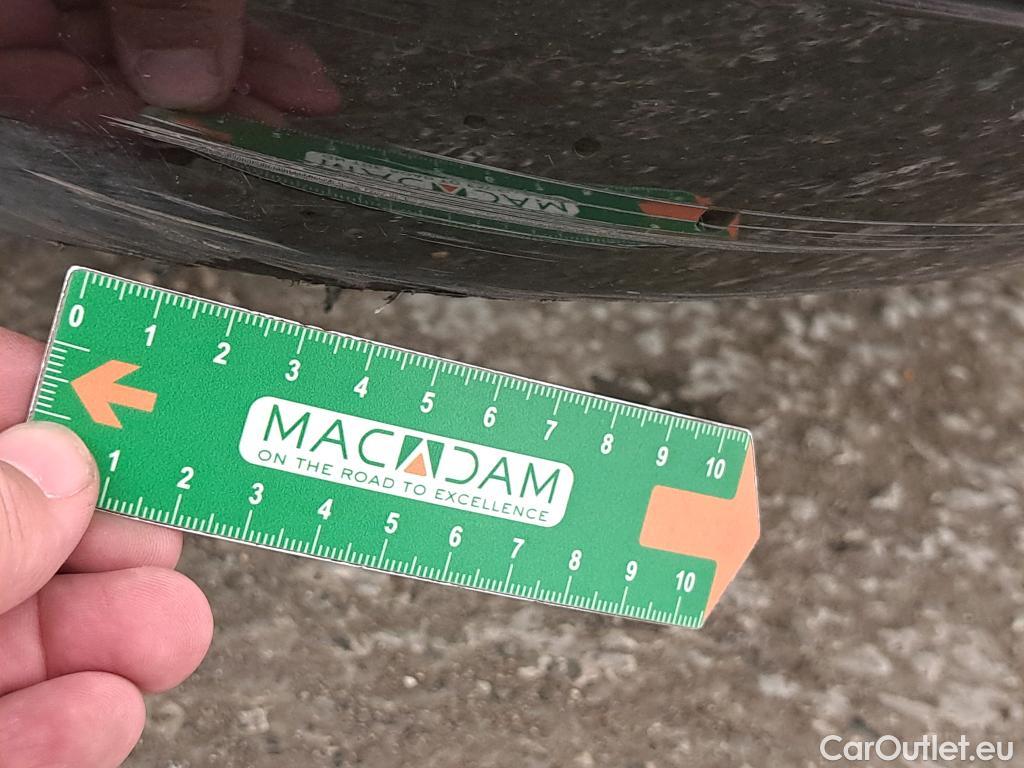 0 1 2 3 4 5 6 7 8 9 10
MACADAM
ON THE ROAD TO EXCELLENCE
1 2 3 4 5 6 7 8 9 10
CarOutlet.eu